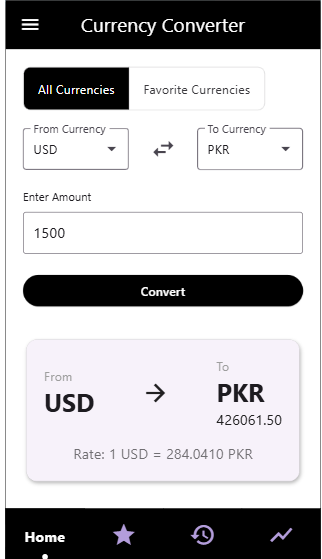 Currency Converter
All Currencies
Favorite Currencies
From Currency
USD
To Currency
PKR
Enter Amount
1500
Convert
From
USD
To
PKR
426061.50
Rate: 1 USD = 284.0410 PKR
Home